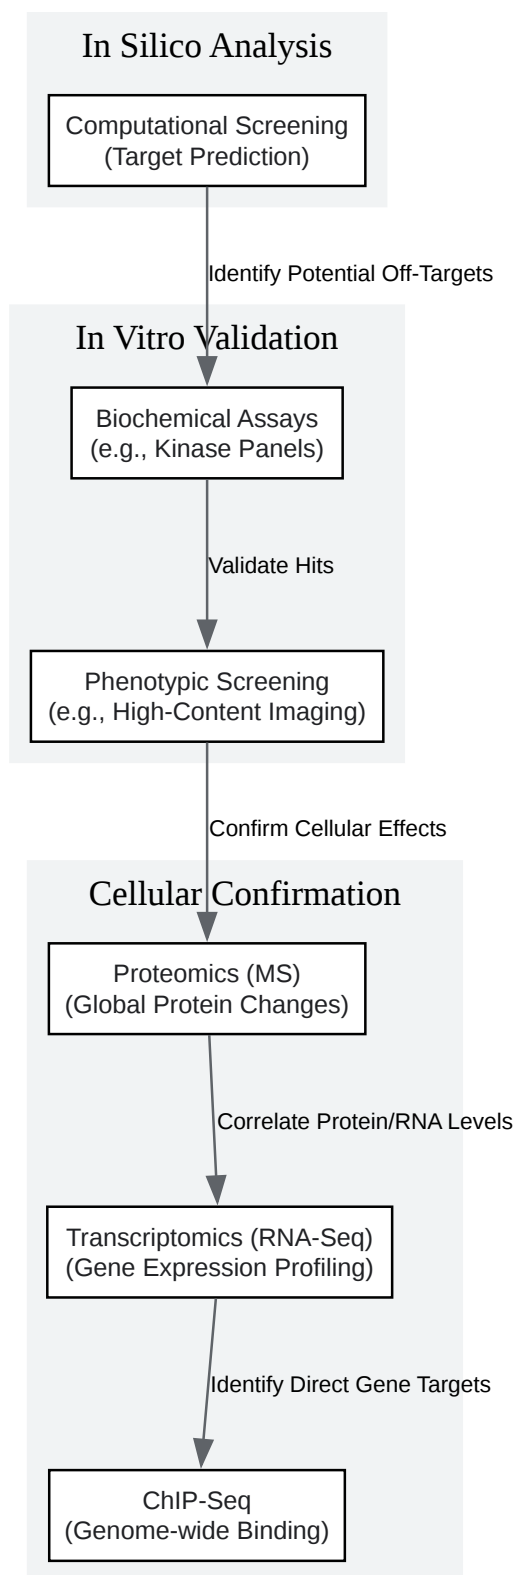 In Silico Analysis
Computational Screening
(Target Prediction)
Identify Potential Off-Targets
In Vitro Validation
Biochemical Assays
(e.g., Kinase Panels)
Validate Hits
Phenotypic Screening
(e.g., High-Content Imaging)
Confirm Cellular Effects
Cellular Confirmation
Proteomics (MS)
(Global Protein Changes)
Correlate Protein/RNA Levels
Transcriptomics (RNA-Seq)
(Gene Expression Profiling)
Identify Direct Gene Targets
ChIP-Seq
(Genome-wide Binding)